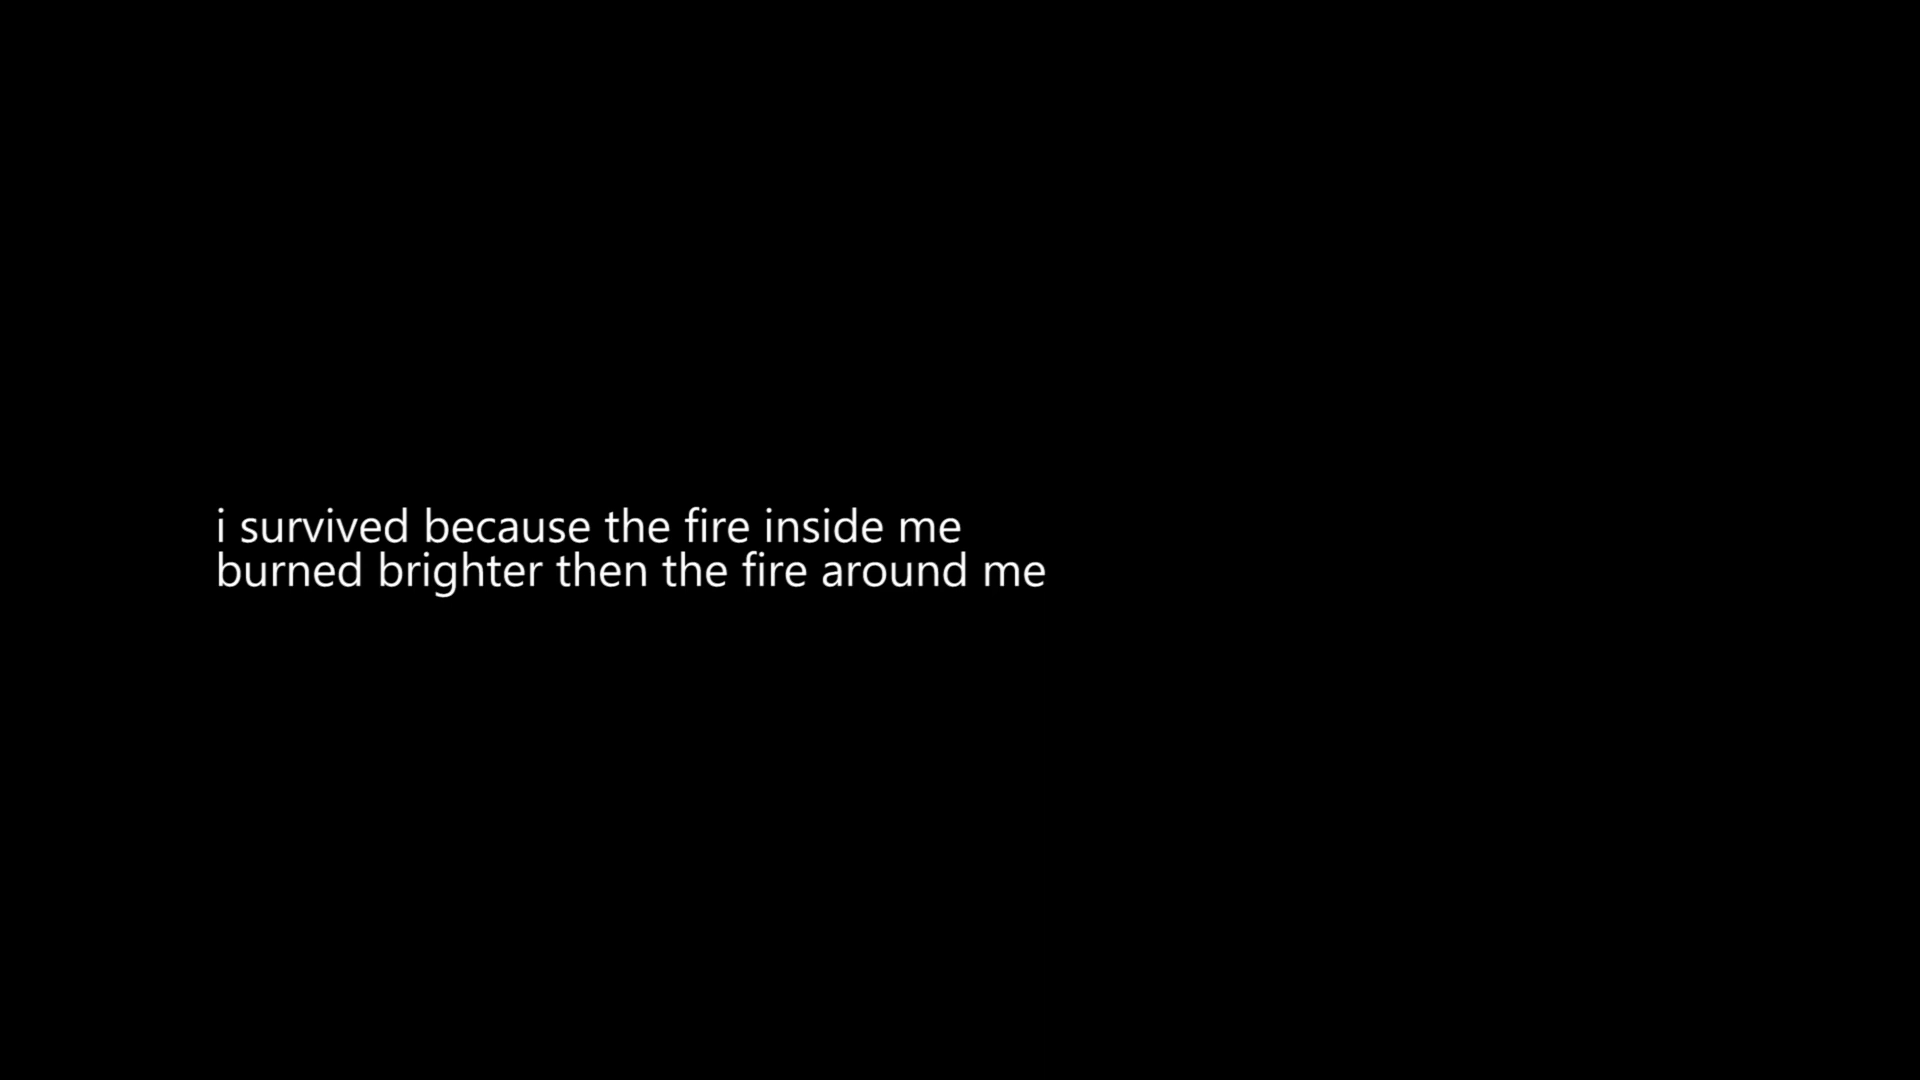 i survived because the fire inside me
burned brighter then the fire around me